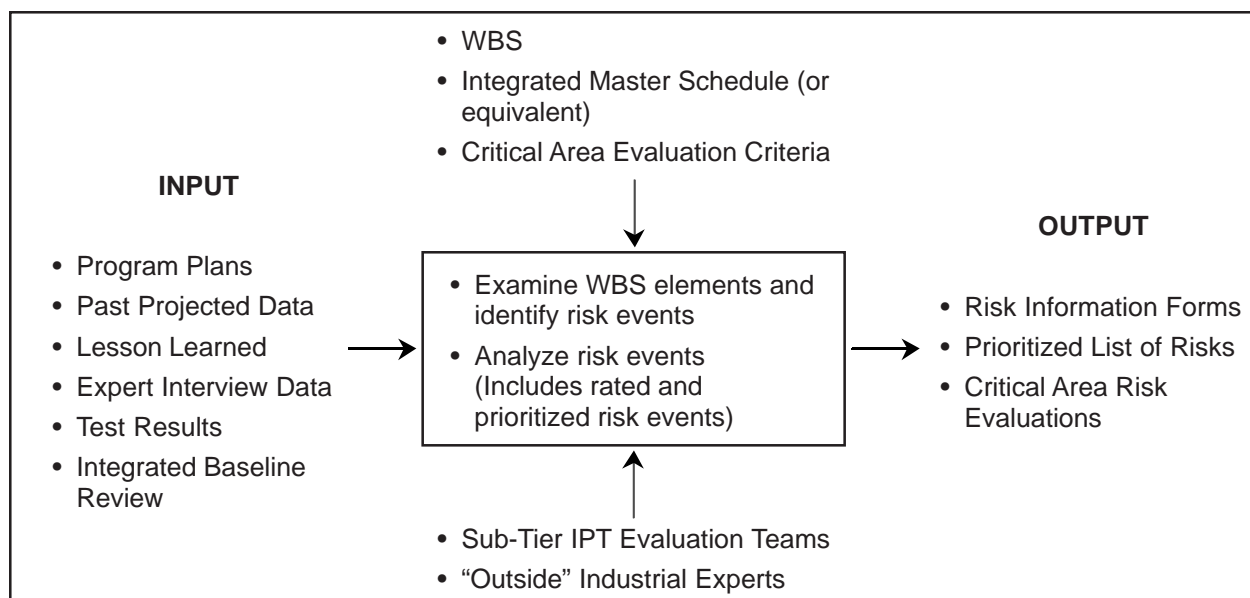 • WBS
• Integrated Master Schedule (or
equivalent)
• Critical Area Evaluation Criteria
INPUT
• Program Plans
• Past Projected Data
• Lesson Learned
• Expert Interview Data
• Test Results
• Integrated Baseline
Review
• Examine WBS elements and
identify risk events
• Analyze risk events
(Includes rated and
prioritized risk events)
OUTPUT
• Risk Information Forms
• Prioritized List of Risks
• Critical Area Risk
Evaluations
• Sub-Tier IPT Evaluation Teams
• “Outside” Industrial Experts